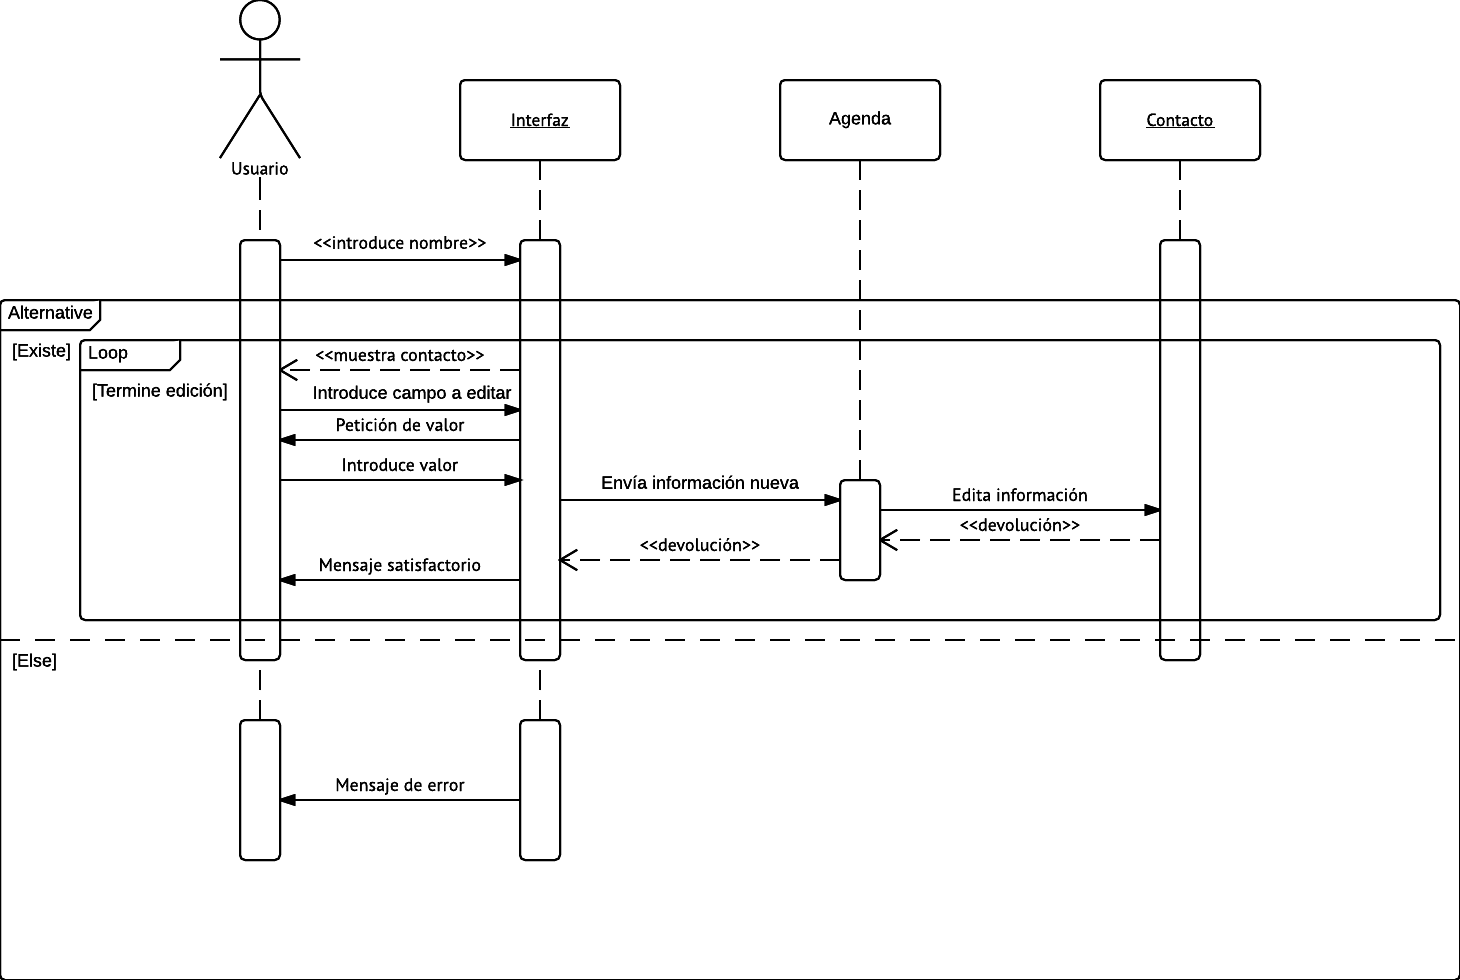 Usuario
Interfaz
Agenda
Contacto
<<introduce nombre>>
Alternative
[Existe]
Loop
<<muestra contacto>>
[Termine edición]
Introduce campo a editar
Petición de valor
Introduce valor
Envía información nueva
Edita información
<<devolución>>
<<devolución>>
Mensaje satisfactorio
[Else]
Mensaje de error